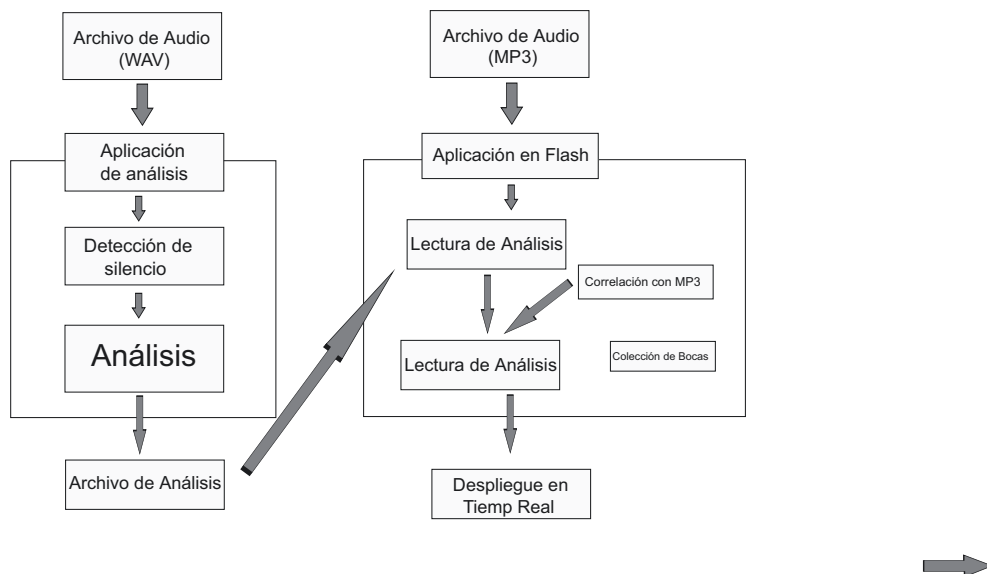 Archivo de Audio
(WAV)
Aplicación
de análisis
Detección de
silencio
Análisis
Archivo de Análisis
Archivo de Audio
(MP3)
Aplicación en Flash
Lectura de Análisis
Correlación con MP3
Lectura de Análisis
Colección de Bocas
Despliegue en
Tiemp Real